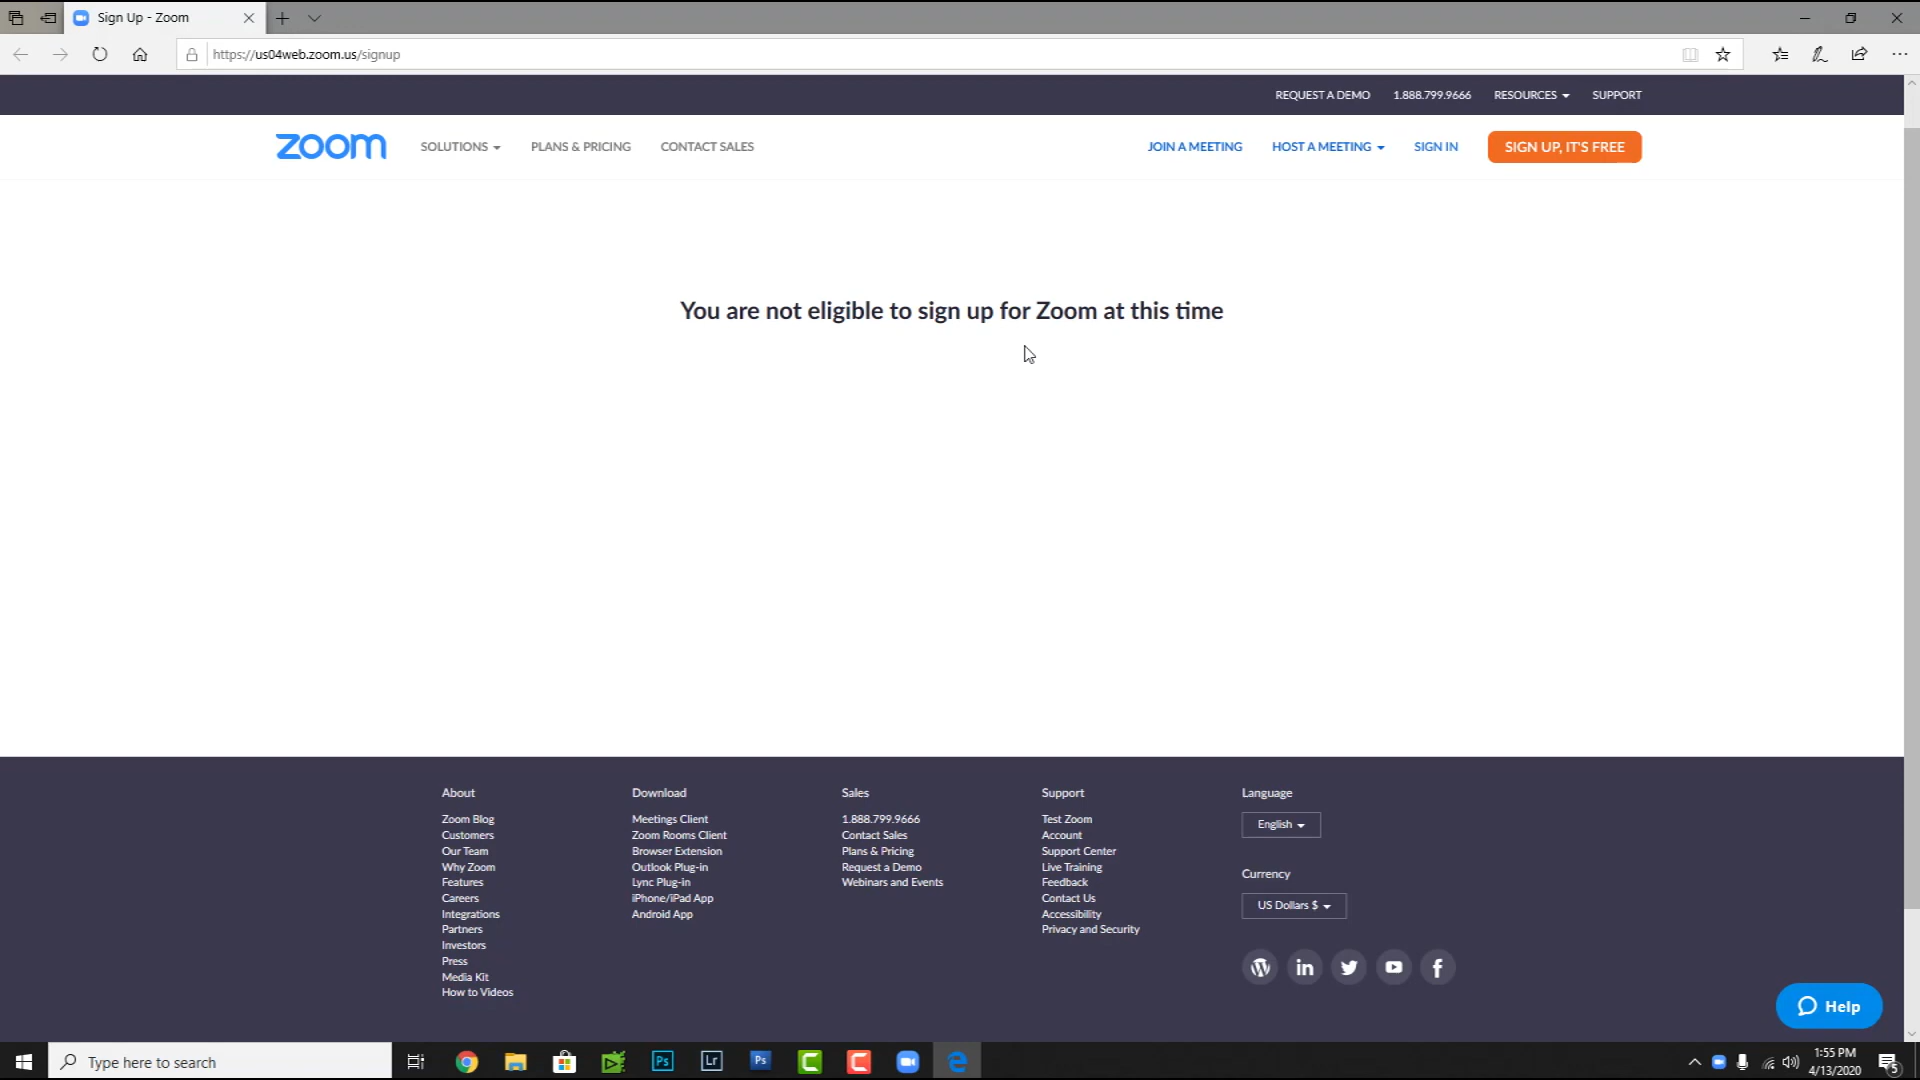 Sign Up - Zoom
https://us04web.zoom.us/signup
REQUEST A DEMO 1.888.799.9666 RESOURCES SUPPORT
zoom SOLUTIONS PLANS & PRICING CONTACT SALES JOIN A MEETING HOST A MEETING SIGN IN SIGN UP, IT'S FREE
You are not eligible to sign up for Zoom at this time
About
Zoom Blog
Customers
Our Team
Why Zoom
Features
Careers
Integrations
Partners
Investors
Press
Media Kit
How to Videos
Download
Meetings Client
Zoom Rooms Client
Browser Extension
Outlook Plug-in
Lync Plug-in
iPhone/iPad App
Android App
Sales
1.888.799.9666
Contact Sales
Plans & Pricing
Request a Demo
Webinars and Events
Support
Test Zoom
Account
Support Center
Live Training
Feedback
Contact Us
Accessibility
Privacy and Security
Language
English
Currency
US Dollars $
in
f
Help
Type here to search
Ps
Lr
Ps
1:55 PM
4/13/2020
5